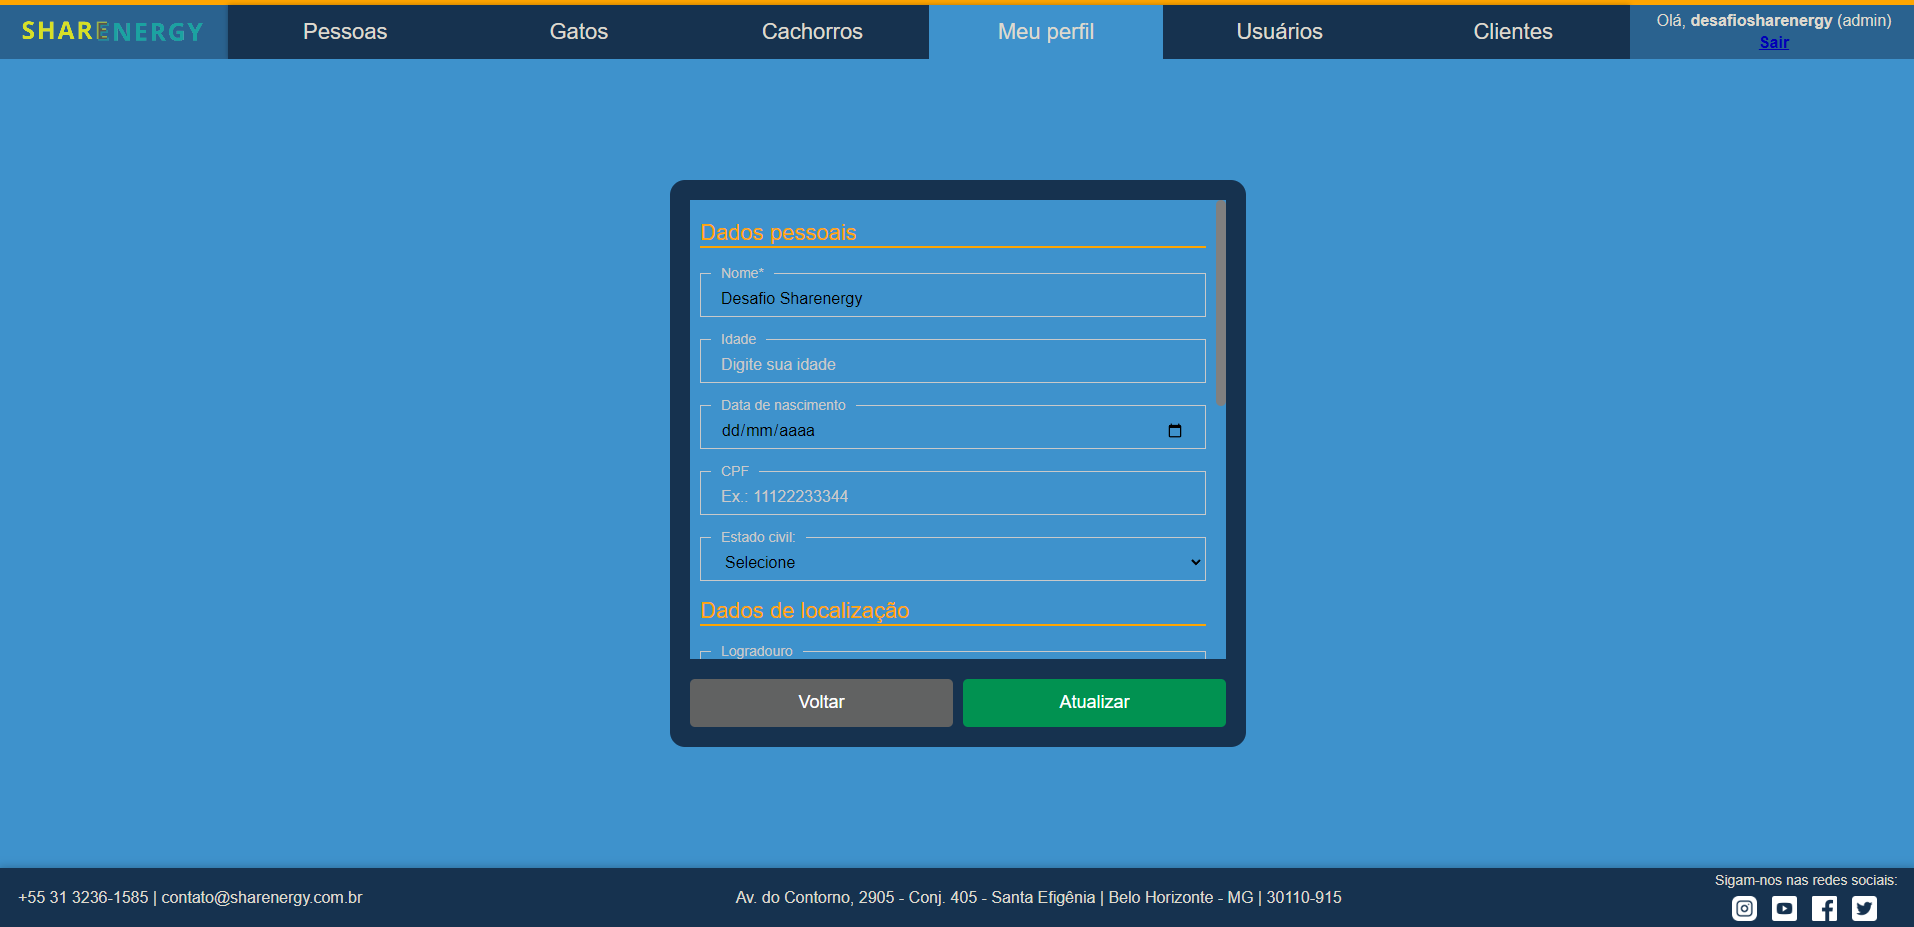 SHARENERGY
Pessoas
Gatos
Cachorros
Meu perfil
Usuários
Clientes
Olá, desafiosharenergy (admin)
Sair
Dados pessoais
Nome*
Desafio Sharenergy
Idade
Digite sua idade
Data de nascimento
dd/mm/aaaa
CPF
Ex.: 11122233344
Estado civil:
Selecione
Dados de localização
Logradouro
Voltar
Atualizar
+55 31 3236-1585 | contato@sharenergy.com.br
Av. do Contorno, 2905 - Conj. 405 - Santa Efigênia | Belo Horizonte - MG | 30110-915
Sigam-nos nas redes sociais: